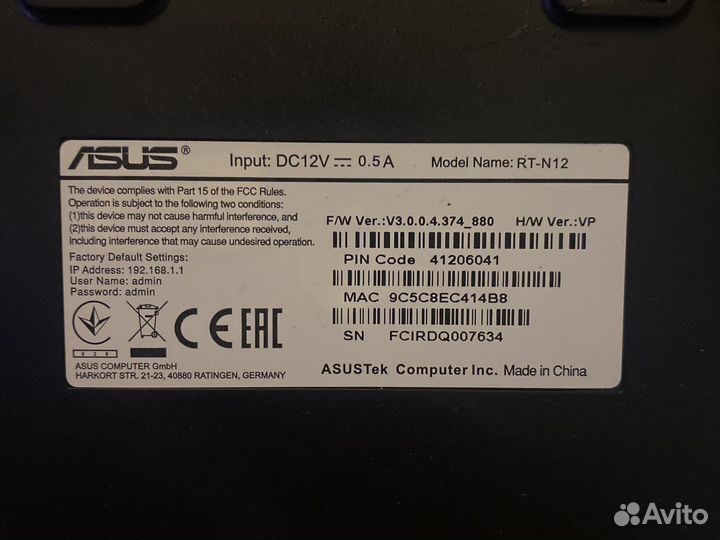 ASUS® Input: DC12V 0.5A Model Name: RT-N12
The device complies with Part 15 of the FCC Rules.
Operation is subject to the following two conditions:
(1)this device may not cause harmful interference, and
(2)this device must accept any interference received,
including interference that may cause undesired operation.
Factory Default Settings:
IP Address: 192.168.1.1
User Name: admin
Password: admin
028
CE EAC
ASUS COMPUTER GmbH
HARKORT STR. 21-23, 40880 RATINGEN, GERMANY
F/W Ver.:V3.0.0.4.374_880 H/W Ver.:VP
PIN Code 41206041
MAC 9C5C8EC414B8
SN FCIRDQ007634
ASUSTek Computer Inc. Made in China
Avito